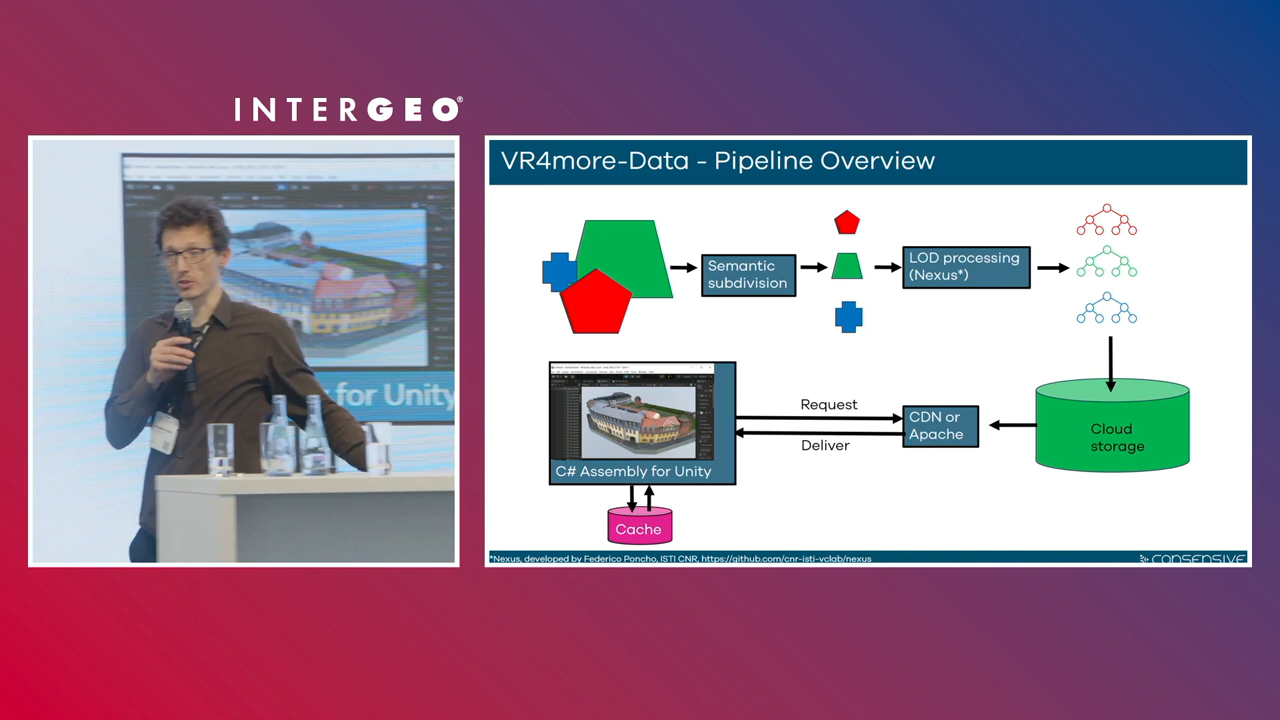 INTERGEO®
for Unity
VR4more-Data - Pipeline Overview
Semantic
subdivision
LOD processing
(Nexus*)
Request
Deliver
CDN or
Apache
Cloud
storage
C# Assembly for Unity
Cache
*Nexus, developed by Federico Poncho, ISTI CNR, https://github.com/cnr-isti-vclab/nexus
CONSENSIVE